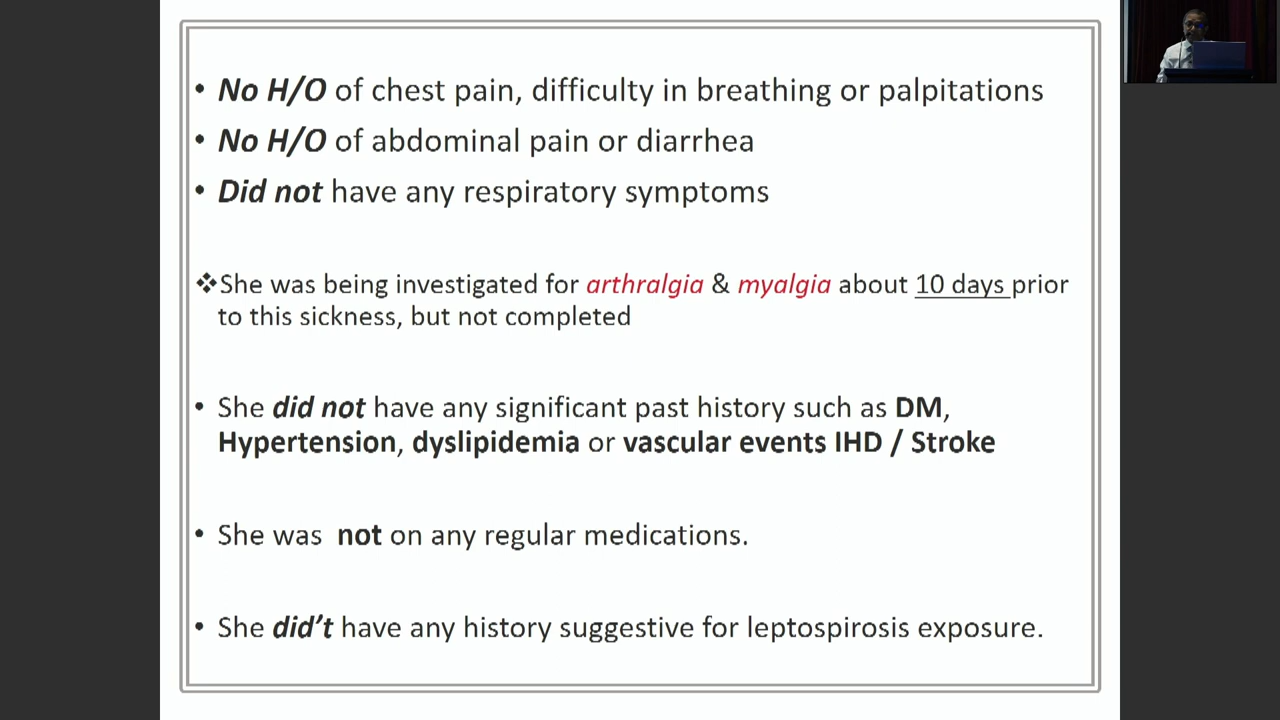 • No H/O of chest pain, difficulty in breathing or palpitations
• No H/O of abdominal pain or diarrhea
• Did not have any respiratory symptoms
❖She was being investigated for arthralgia & myalgia about 10 days prior
to this sickness, but not completed
• She did not have any significant past history such as DM,
Hypertension, dyslipidemia or vascular events IHD / Stroke
• She was not on any regular medications.
• She did't have any history suggestive for leptospirosis exposure.